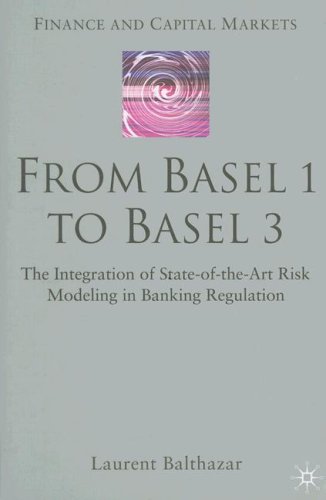 FINANCE AND CAPITAL MARKETS
FROM BASEL 1
TO BASEL 3
The Integration of State-of-the-Art Risk
Modeling in Banking Regulation
Laurent Balthazar